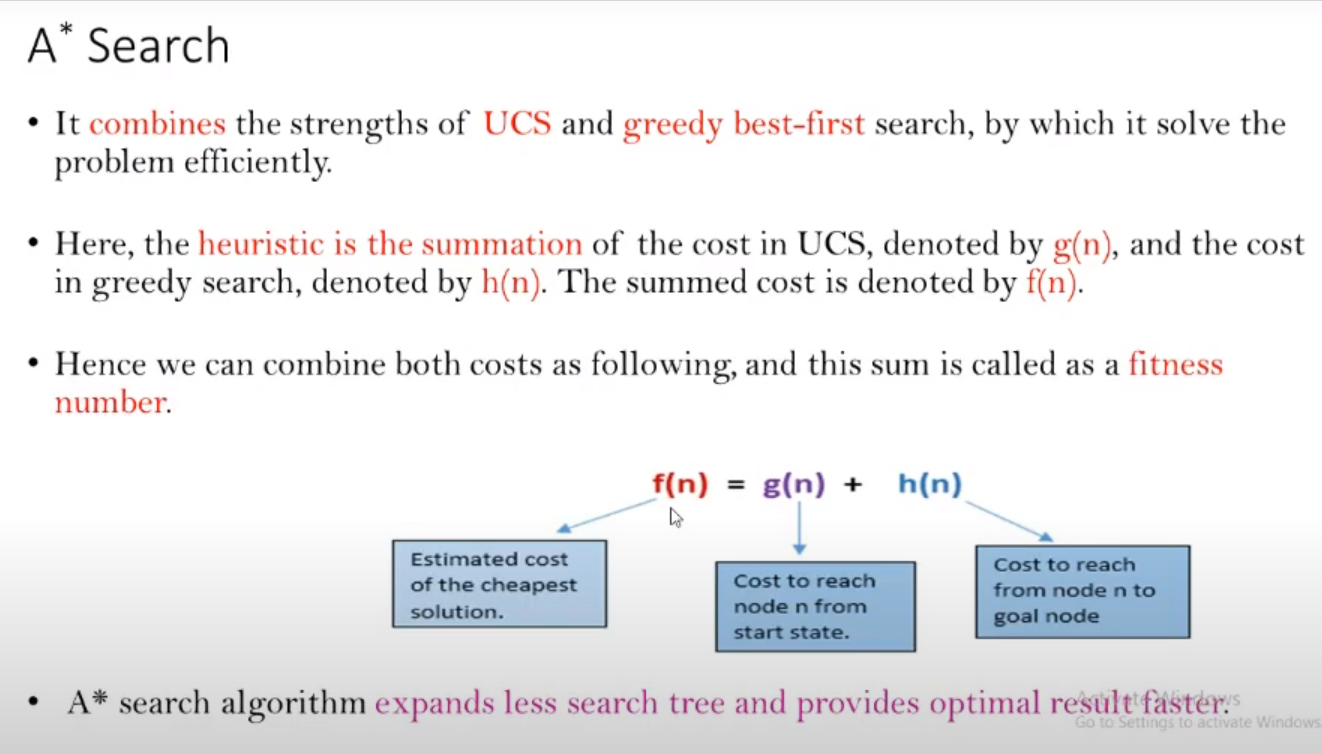 A* Search
• It combines the strengths of UCS and greedy best-first search, by which it solve the
problem efficiently.
• Here, the heuristic is the summation of the cost in UCS, denoted by g(n), and the cost
in greedy search, denoted by h(n). The summed cost is denoted by f(n).
• Hence we can combine both costs as following, and this sum is called as a fitness
number.
f(n) = g(n) + h(n)
Estimated cost
of the cheapest
solution.
Cost to reach
node n from
start state.
Cost to reach
from node n to
goal node
• A* search algorithm expands less search tree and provides optimal result faster.
Activate Windows
Go to Settings to activate Windows